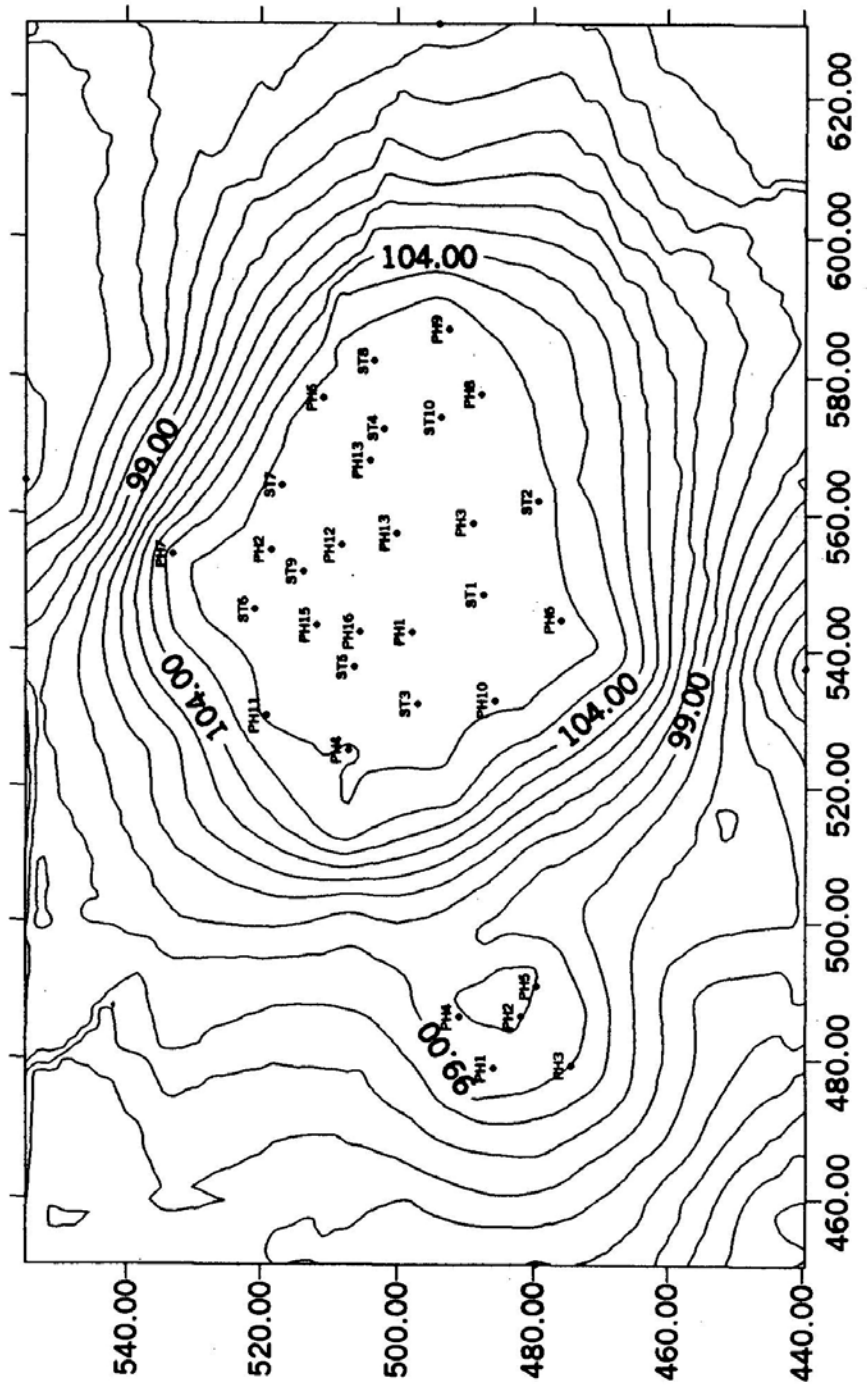 540.00
520.00
500.00
480.00
460.00
440.00
460.00
480.00
500.00
520.00
540.00
560.00
580.00
600.00
620.00
104.00
99.00
104.00
104.00
99.00
99.00
PH7
ST6
PH2
ST7
ST9
PH11
PH15
PH12
PH6
PH4
ST5
PH16
PH13
ST4
ST8
ST3
PH1
PH13
ST10
PH9
PH10
ST1
PH3
PH8
PH6
ST2
PH4
PH1
PH2
PH5
RH3